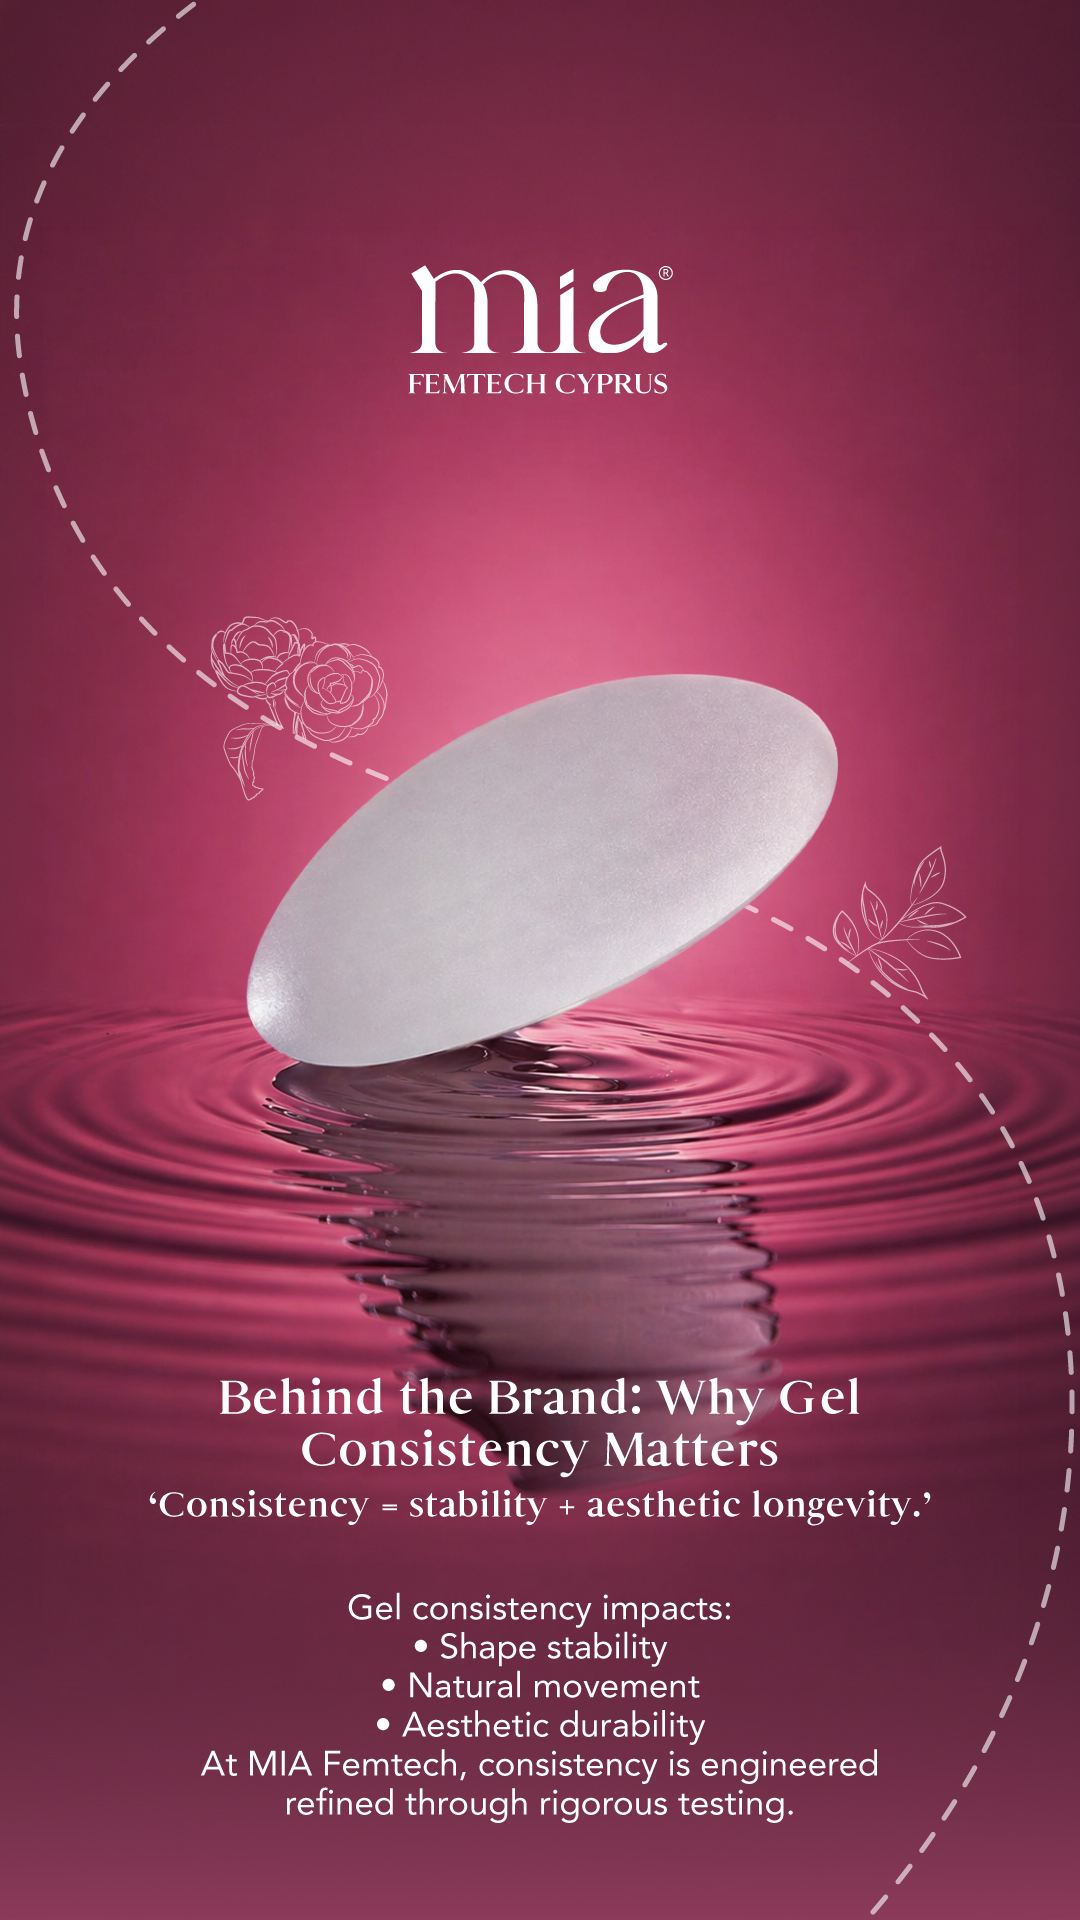 mia®
FEMTECH CYPRUS
Behind the Brand: Why Gel
Consistency Matters
‘Consistency = stability + aesthetic longevity.’
Gel consistency impacts:
• Shape stability
• Natural movement
• Aesthetic durability
At MIA Femtech, consistency is engineered
refined through rigorous testing.